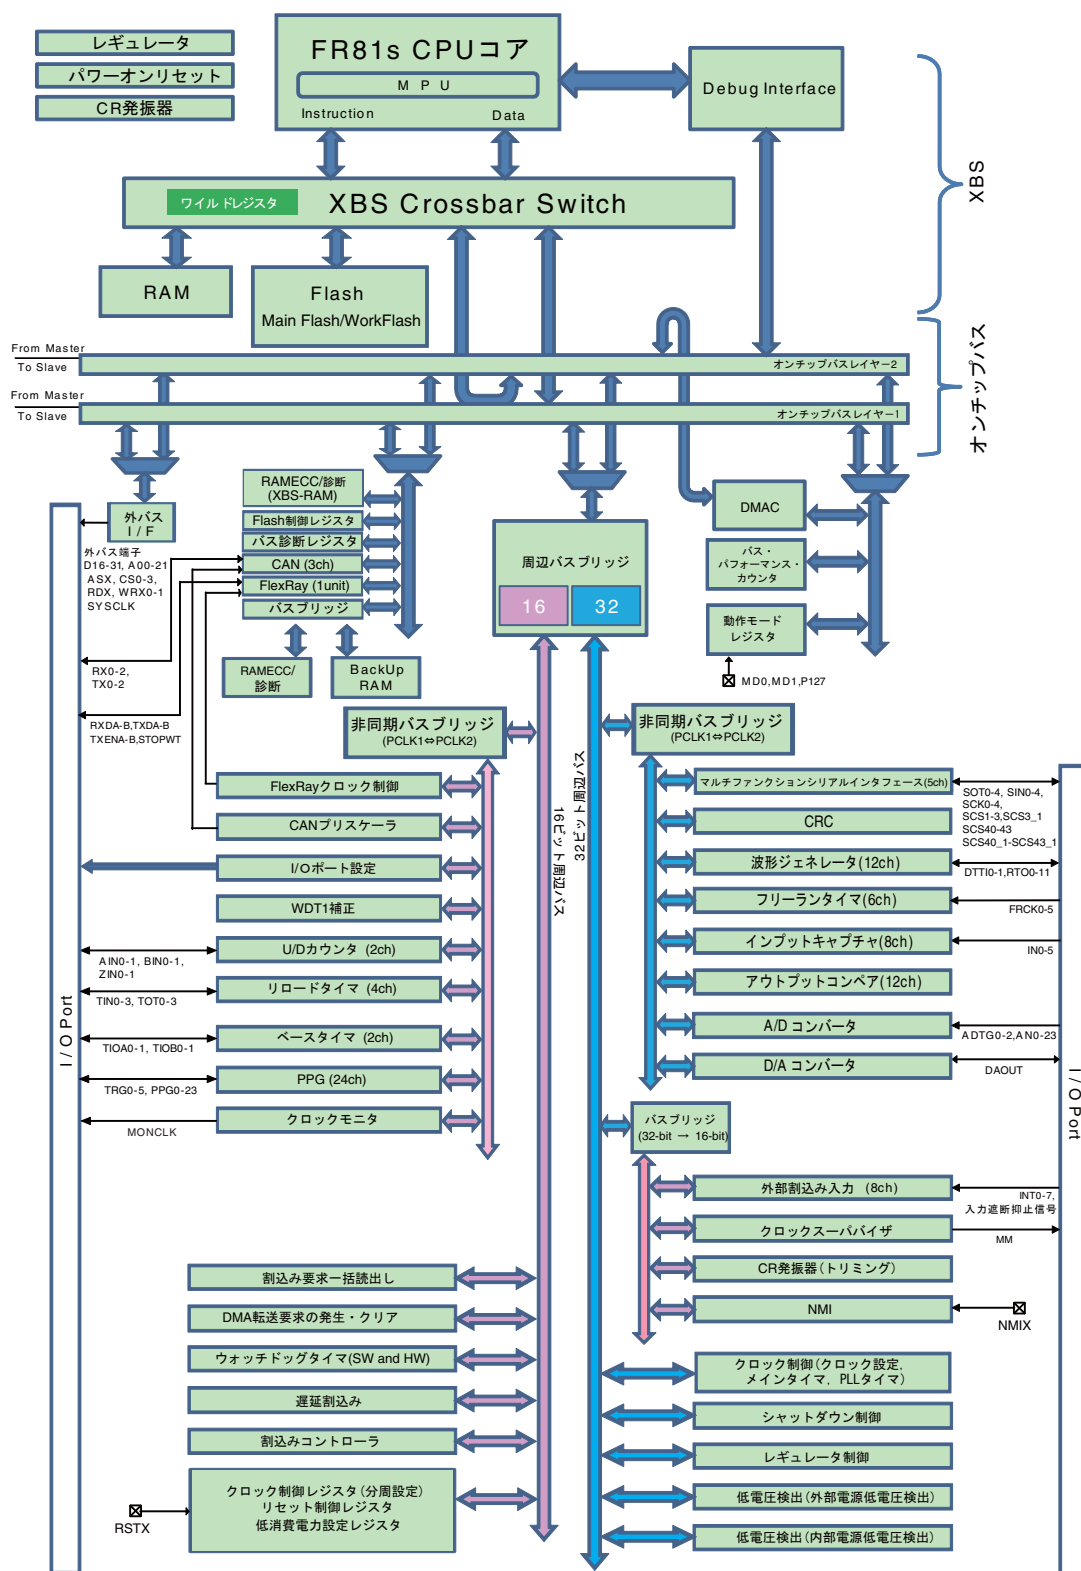 レギュレータ
パワーオンリセット
CR発振器
FR81s CPUコア
M P U
Instruction
Data
Debug Interface
XBS
ワイルドレジスタ
XBS Crossbar Switch
RAM
Flash
Main Flash/WorkFlash
From Master
To Slave
オンチップバスレイヤー2
From Master
To Slave
オンチップバスレイヤー1
オンチップバス
外バス
I / F
外バス端子
D16-31, A00-21
ASX, CS0-3,
RDX, WRX0-1
SYSCLK
RAMECC/診断
(XBS-RAM)
Flash制御レジスタ
バス診断レジスタ
CAN (3ch)
FlexRay (1unit)
バスブリッジ
RAMECC/
診断
BackUp
RAM
周辺バスブリッジ
16
32
DMAC
バス・
パフォーマンス・
カウンタ
動作モード
レジスタ
MD0,MD1,P127
RX0-2,
TX0-2
RXDA-B,TXDA-B
TXENA-B,STOPWT
非同期バスブリッジ
(PCLK1⇔PCLK2)
非同期バスブリッジ
(PCLK1⇔PCLK2)
16ビット周辺バス
32ビット周辺バス
FlexRayクロック制御
CANプリスケーラ
I/Oポート設定
WDT1補正
U/Dカウンタ (2ch)
リロードタイマ (4ch)
ベースタイマ (2ch)
PPG (24ch)
クロックモニタ
AIN0-1, BIN0-1,
ZIN0-1
TIN0-3, TOT0-3
TIOA0-1, TIOB0-1
TRG0-5, PPG0-23
MONCLK
I / O Port
マルチファンクションシリアルインタフェース(5ch)
CRC
波形ジェネレータ(12ch)
フリーランタイマ(6ch)
インプットキャプチャ(8ch)
アウトプットコンペア(12ch)
A/D コンバータ
D/A コンバータ
SOT0-4, SIN0-4,
SCK0-4,
SCS1-3,SCS3_1
SCS40-43
SCS40_1-SCS43_1
DTTI0-1,RTO0-11
FRCK0-5
IN0-5
ADTG0-2,AN0-23
DAOUT
I / O Port
バスブリッジ
(32-bit → 16-bit)
外部割込み入力 (8ch)
クロックスーパバイザ
CR発振器(トリミング)
NMI
INT0-7,
入力遮断抑止信号
MM
NMIX
割込み要求一括読出し
DMA転送要求の発生・クリア
ウォッチドッグタイマ(SW and HW)
遅延割込み
割込みコントローラ
クロック制御レジスタ(分周設定)
リセット制御レジスタ
低消費電力設定レジスタ
RSTX
クロック制御(クロック設定,
メインタイマ, PLLタイマ)
シャットダウン制御
レギュレータ制御
低電圧検出(外部電源低電圧検出)
低電圧検出(内部電源低電圧検出)